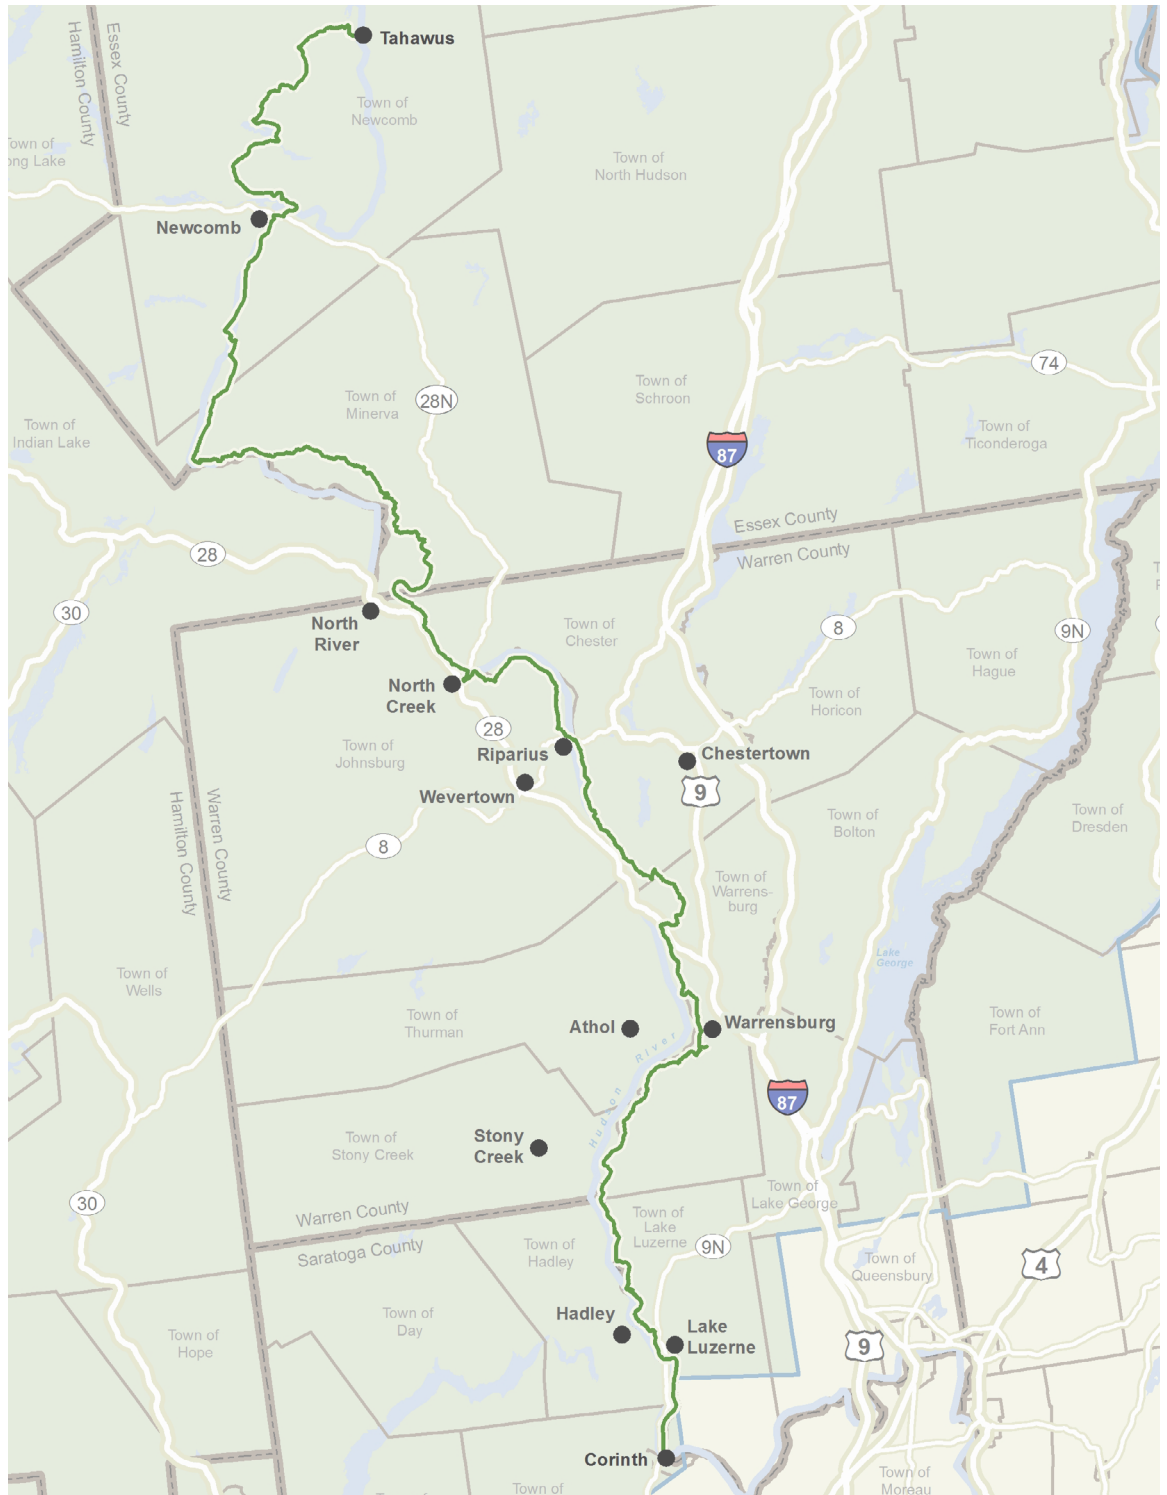 Essex County
Hamilton County
Tahawus
Town of
Newcomb
Town of
Town of
North Hudson
Newcomb
74
28N
Town of
Minerva
Town of
Schroon
Town of
Indian Lake
Town of
Ticonderoga
87
Essex County
Warren County
28
30
North
River
Town of
Chester
8
9N
Town of
Hague
North
Creek
Town of
Horicon
28
Town of
Johnsburg
Riparius
Chestertown
Wevertown
9
Town of
Bolton
Town of
Dresden
Warren County
Hamilton County
8
Town of
Warrens-
burg
Lake
George
Town of
Wells
Town of
Thurman
Athol
Warrensburg
Town of
Fort Ann
Hudson River
87
Stony
Creek
Town of
Stony Creek
30
Town of
Lake George
Warren County
Saratoga County
Town of
Lake
Luzerne
9N
Town of
Hadley
Town of
Queensbury
4
Hadley
Town of
Day
Lake
Luzerne
Town of
Hope
9
Corinth
Town of
Moreau
Town of